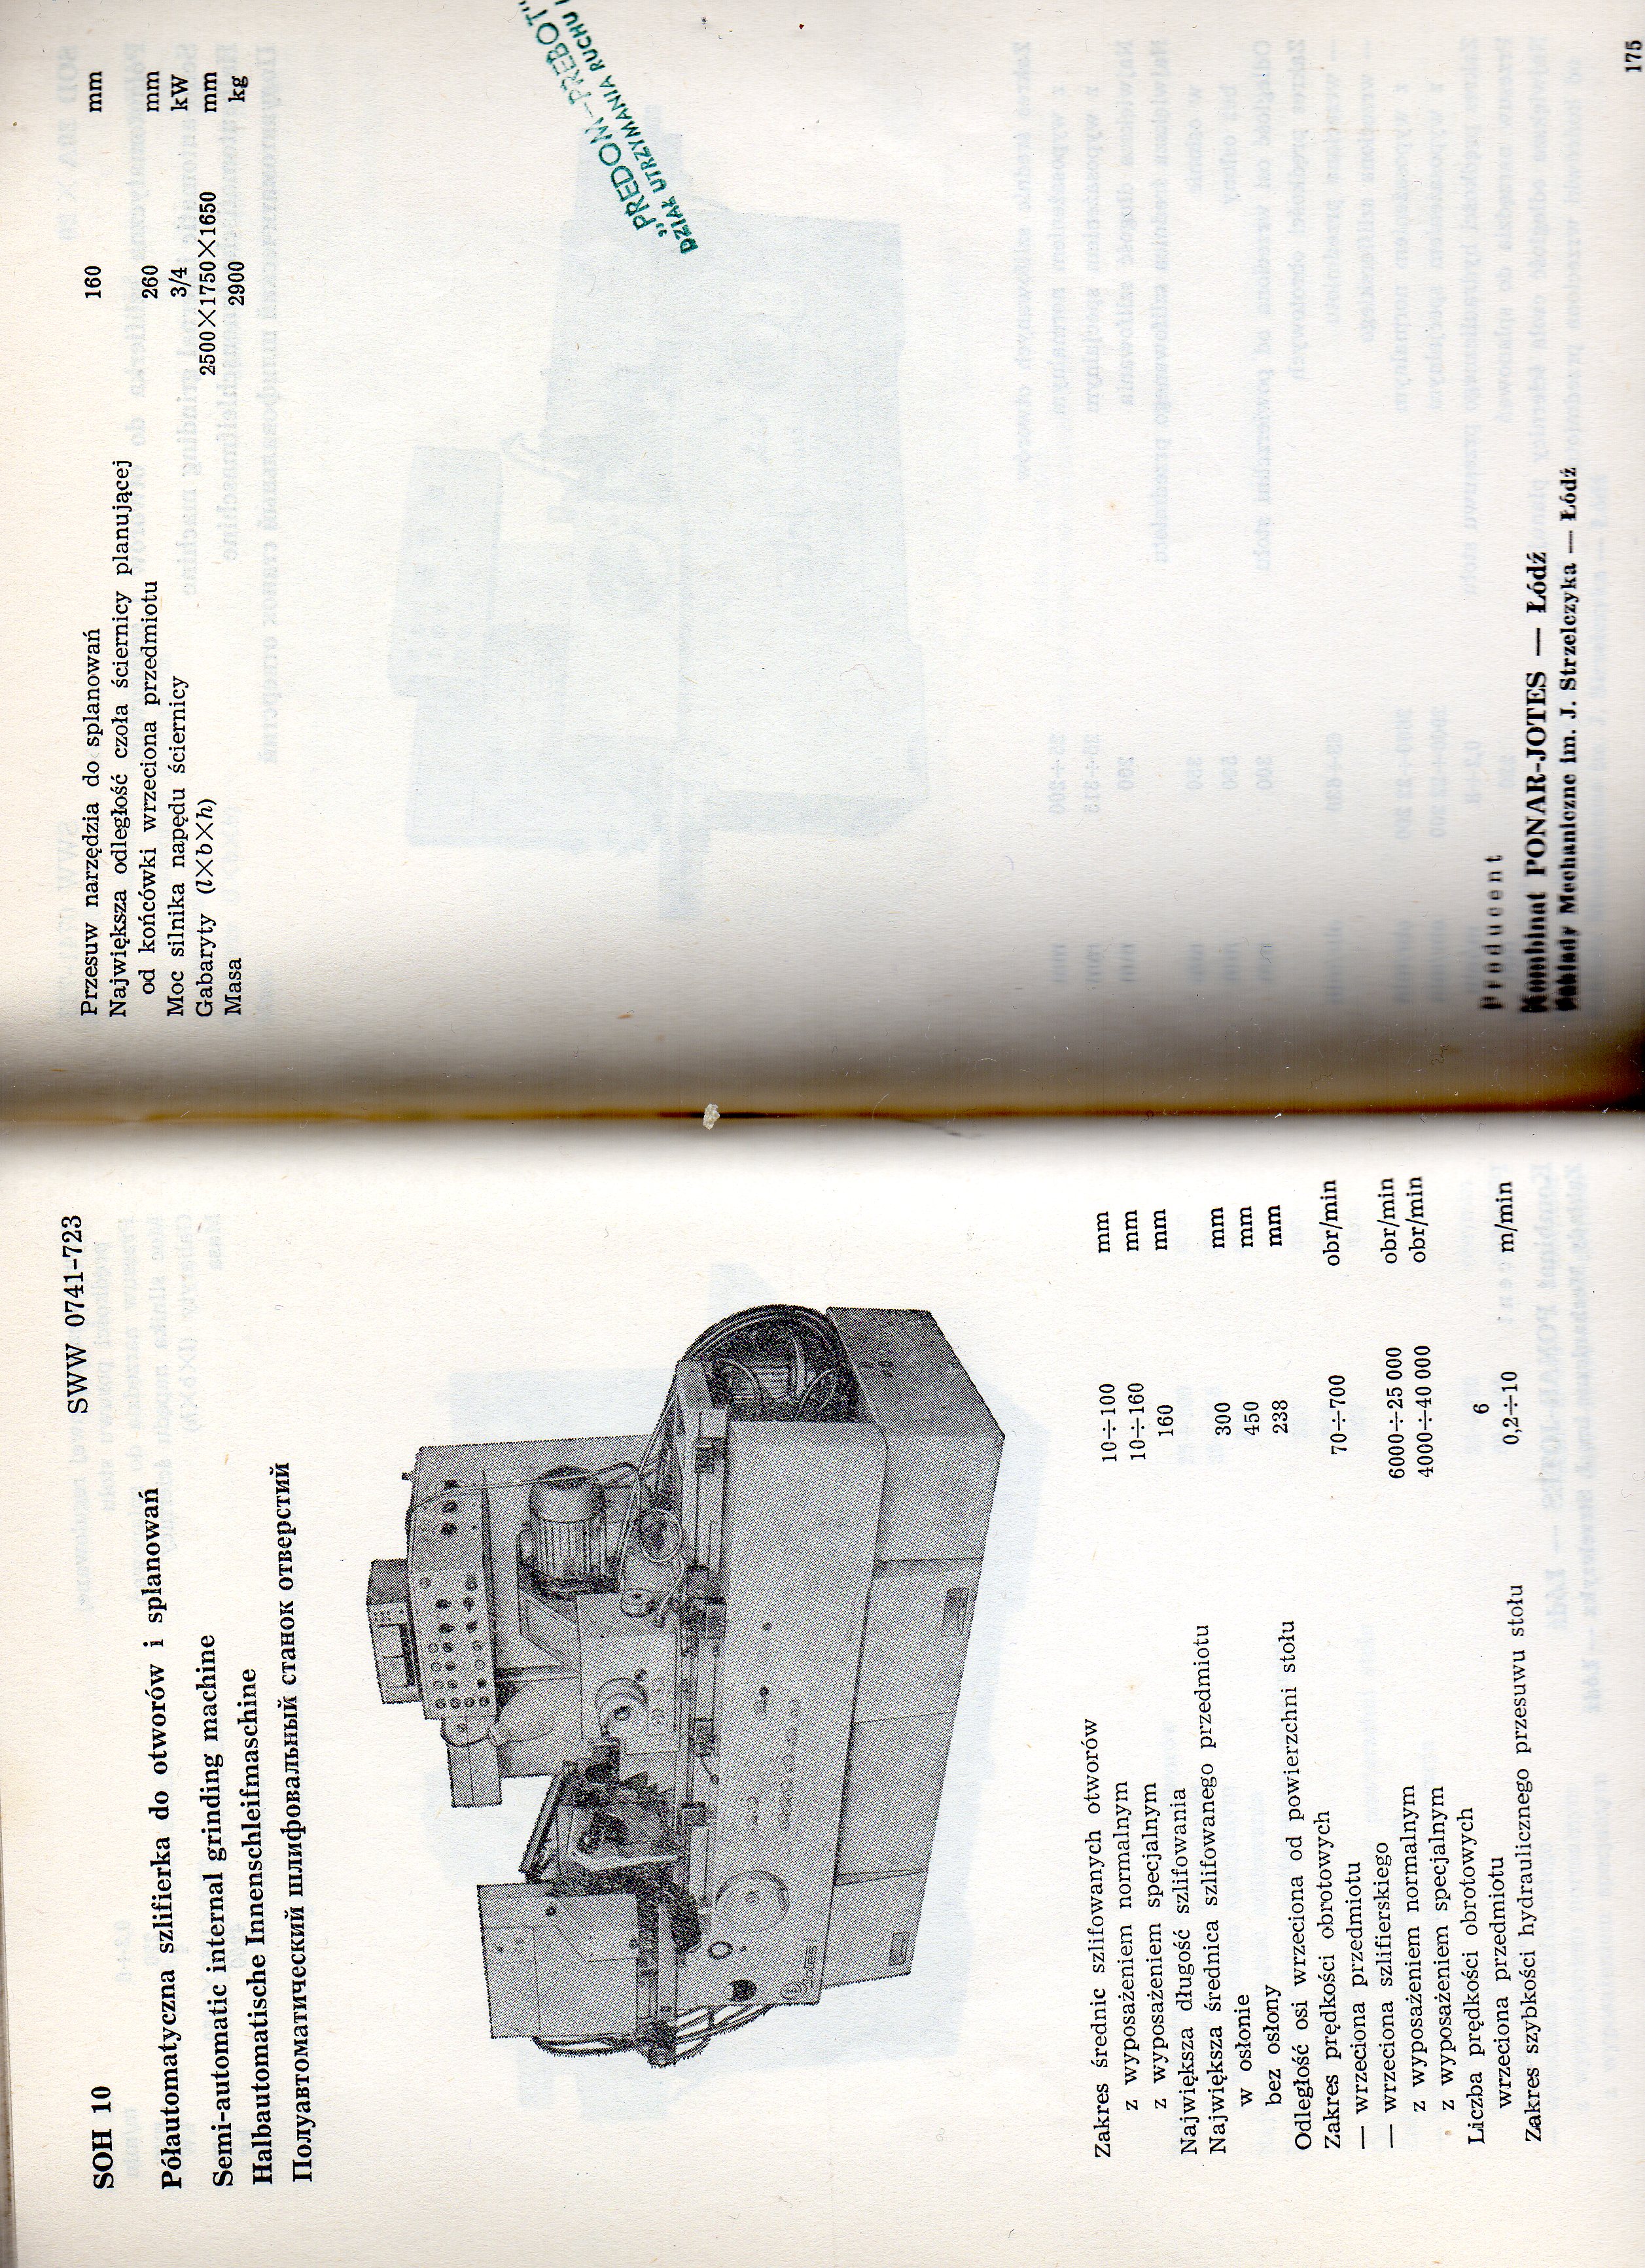 SWW 0741-723
SOH 10
Półautomatyczna szlifierka do otworów i splanowań
Semi-automatic internal grinding machine
Halbautomatische Innenschleifmaschine
Полуавтоматический шлифовальный станок отверстий
jotes
Zakres średnic szlifowanych otworów
z wyposażeniem normalnym 10÷100 mm
z wyposażeniem specjalnym 10÷160 mm
Największa długość szlifowania 160 mm
Największa średnica szlifowanego przedmiotu
w osłonie 300 mm
bez osłony 450 mm
Odległość osi wrzeciona od powierzchni stołu 238 mm
Zakres prędkości obrotowych
— wrzeciona przedmiotu 70÷700 obr/min
— wrzeciona szlifierskiego
z wyposażeniem normalnym 6000÷25 000 obr/min
z wyposażeniem specjalnym 4000÷40 000 obr/min
Liczba prędkości obrotowych
wrzeciona przedmiotu 6
Zakres szybkości hydraulicznego przesuwu stołu 0,2÷10 m/min
Przesuw narzędzia do splanowań 160 mm
Największa odległość czoła ściernicy planującej
od końcówki wrzeciona przedmiotu 260 mm
Moc silnika napędu ściernicy 3/4 kW
Gabaryty (l×b×h) 2500×1750×1650 mm
Masa 2900 kg
„PREDOM—PREBOT"
DZIAŁ UTRZYMANIA RUCHU
Producent
Kombinat PONAR-JOTES — Łódź
Zakłady Mechaniczne im. J. Strzelczyka — Łódź
175